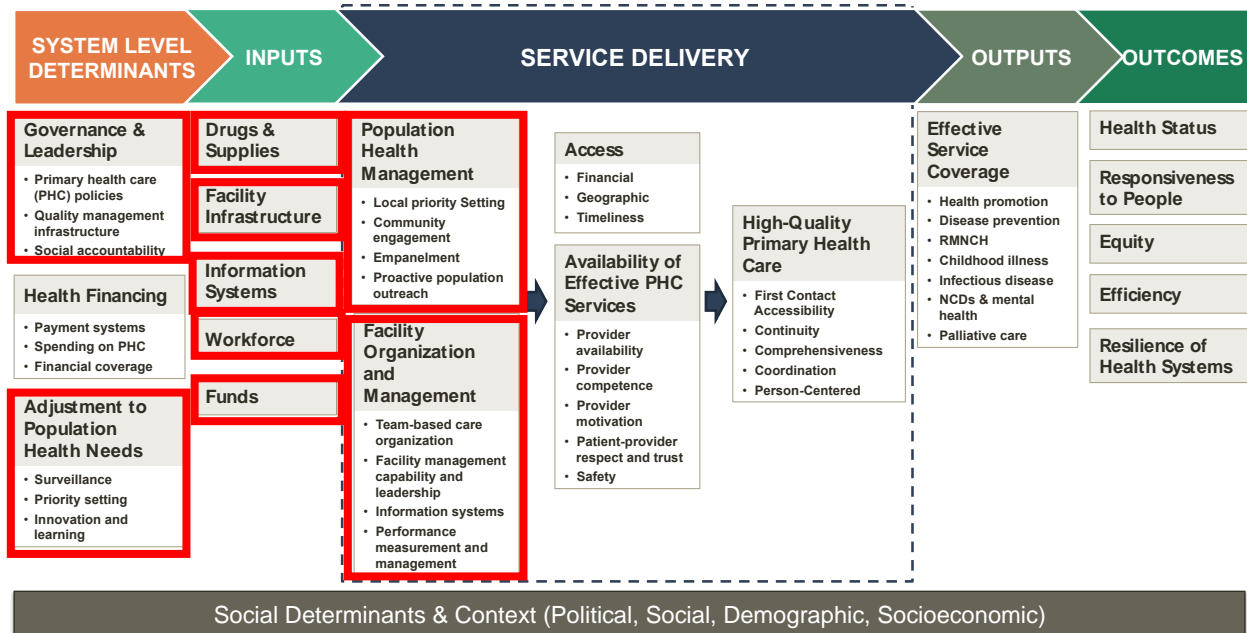 SYSTEM LEVEL
DETERMINANTS
INPUTS
SERVICE DELIVERY
OUTPUTS
OUTCOMES
Governance &
Leadership
• Primary health care
(PHC) policies
• Quality management
infrastructure
• Social accountability
Health Financing
• Payment systems
• Spending on PHC
• Financial coverage
Adjustment to
Population
Health Needs
• Surveillance
• Priority setting
• Innovation and
learning
Drugs &
Supplies
Facility
Infrastructure
Information
Systems
Workforce
Funds
Population
Health
Management
• Local priority Setting
• Community
engagement
• Empanelment
• Proactive population
outreach
Facility
Organization
and
Management
• Team-based care
organization
• Facility management
capability and
leadership
• Information systems
• Performance
measurement and
management
Access
• Financial
• Geographic
• Timeliness
Availability of
Effective PHC
Services
• Provider
availability
• Provider
competence
• Provider
motivation
• Patient-provider
respect and trust
• Safety
High-Quality
Primary Health
Care
• First Contact
Accessibility
• Continuity
• Comprehensiveness
• Coordination
• Person-Centered
Effective
Service
Coverage
• Health promotion
• Disease prevention
• RMNCH
• Childhood illness
• Infectious disease
• NCDs & mental
health
• Palliative care
Health Status
Responsiveness
to People
Equity
Efficiency
Resilience of
Health Systems
Social Determinants & Context (Political, Social, Demographic, Socioeconomic)